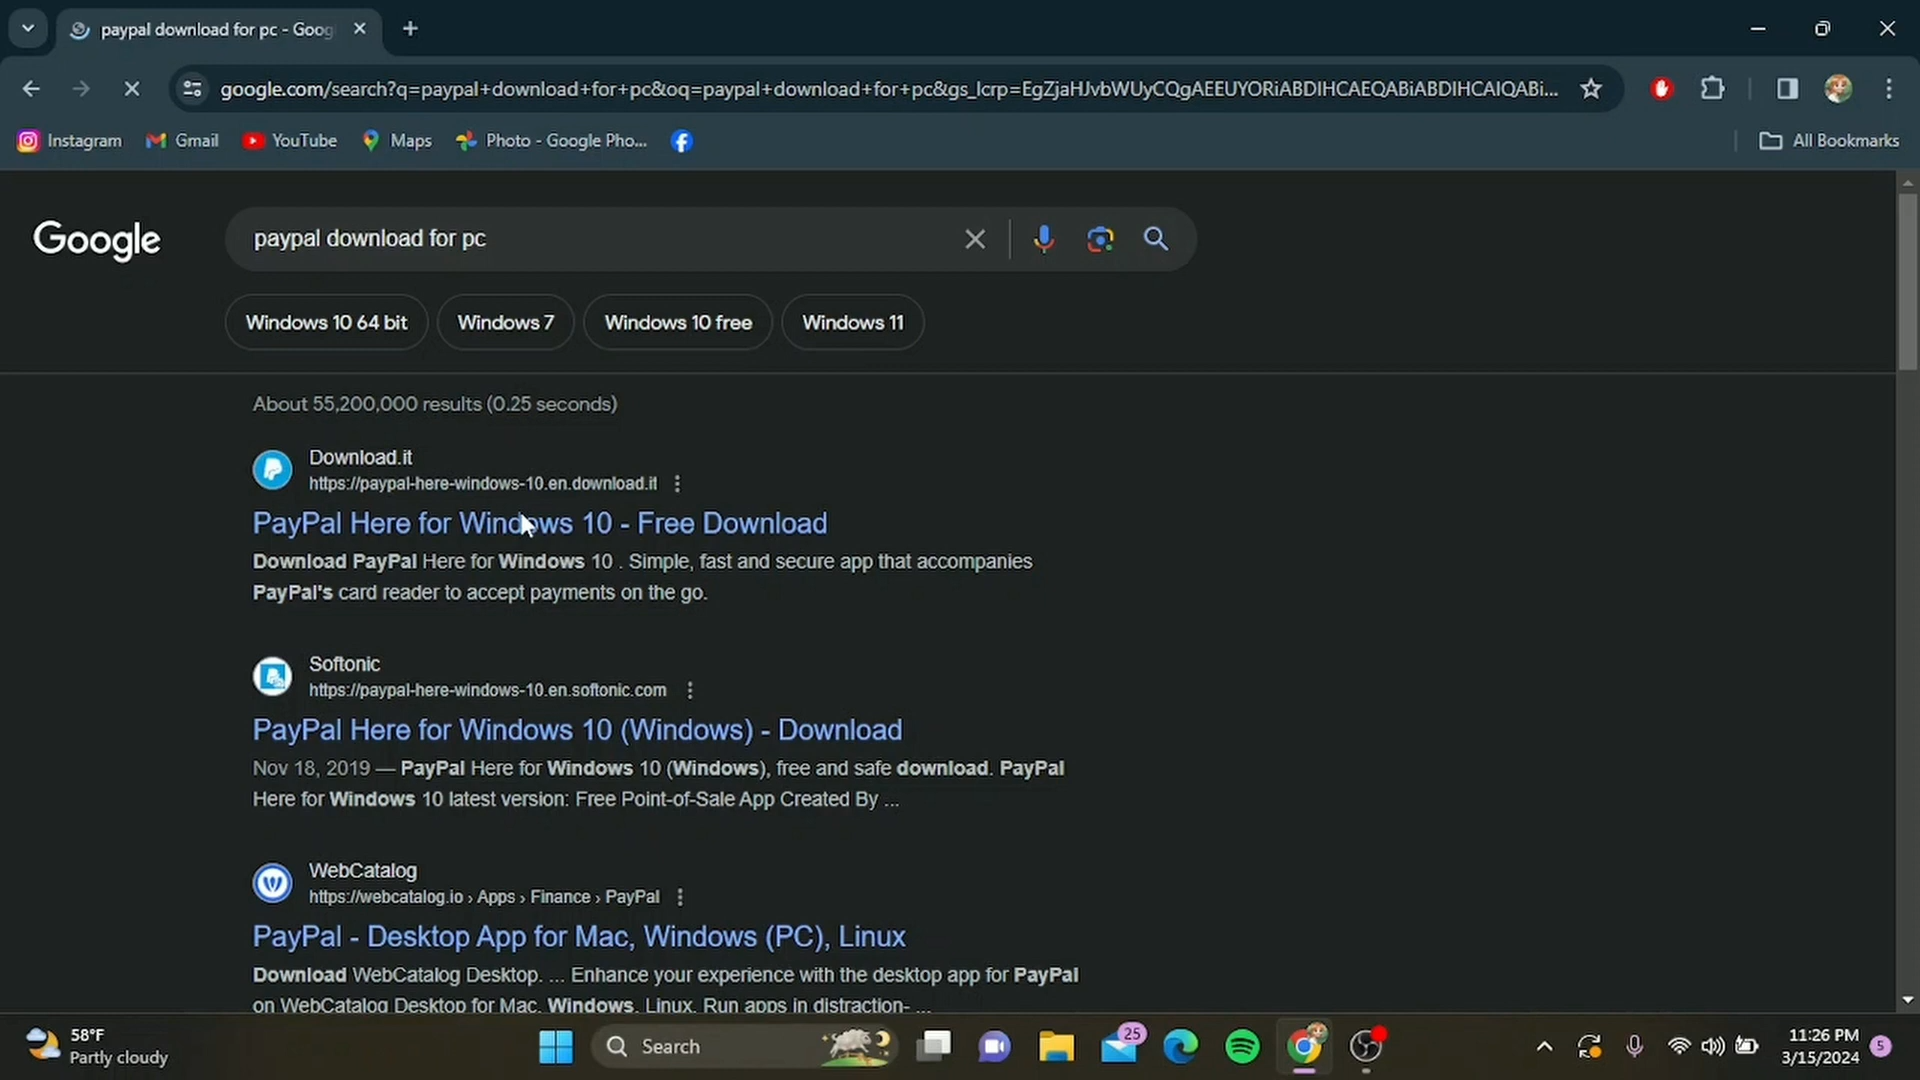 paypal download for pc - Goog
google.com/search?q=paypal+download+for+pc&oq=paypal+download+for+pc&gs_lcrp=EgZjaHJvbWUyCQgAEEUYORiABDIHCAEQABiABDIHCAIQABi...
Instagram
Gmail
YouTube
Maps
Photo - Google Pho...
All Bookmarks
Google
paypal download for pc
Windows 10 64 bit
Windows 7
Windows 10 free
Windows 11
About 55,200,000 results (0.25 seconds)
Download.it
https://paypal-here-windows-10.en.download.it
PayPal Here for Windows 10 - Free Download
Download PayPal Here for Windows 10 . Simple, fast and secure app that accompanies
PayPal's card reader to accept payments on the go.
Softonic
https://paypal-here-windows-10.en.softonic.com
PayPal Here for Windows 10 (Windows) - Download
Nov 18, 2019 — PayPal Here for Windows 10 (Windows), free and safe download. PayPal
Here for Windows 10 latest version: Free Point-of-Sale App Created By ...
WebCatalog
https://webcatalog.io › Apps › Finance › PayPal
PayPal - Desktop App for Mac, Windows (PC), Linux
Download WebCatalog Desktop. ... Enhance your experience with the desktop app for PayPal
on WebCatalog Desktop for Mac, Windows, Linux. Run apps in distraction- ...
58°F
Partly cloudy
Search
25
11:26 PM
3/15/2024
5